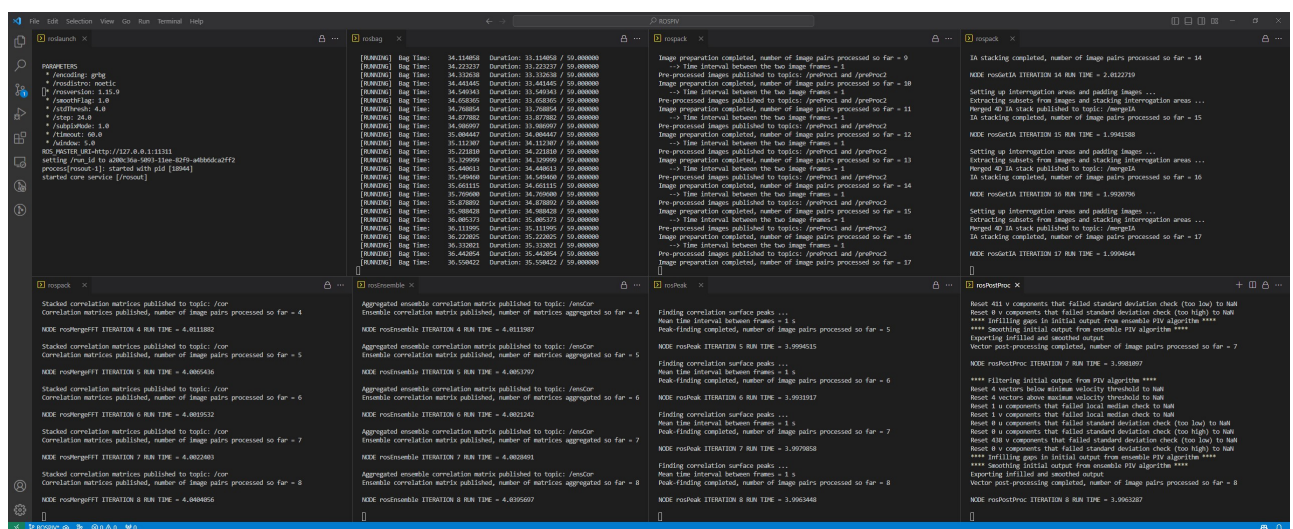 File Edit Selection View Go Run Terminal Help
ROSPIV
roslaunch
PARAMETERS
* /encoding: grbg
* /rosdistro: noetic
* /rosversion: 1.15.9
* /smoothFlag: 1.0
* /stdThresh: 4.0
* /step: 24.0
* /subpixMode: 1.0
* /timeout: 60.0
* /window: 5.0
ROS_MASTER_URI=http://127.0.0.1:11311
setting /run_id to a200c36a-5093-11ee-82f9-a4bb6dca2ff2
process[rosout-1]: started with pid [18944]
started core service [/rosout]
rosbag
[RUNNING] Bag Time: 34.114058 Duration: 33.114058 / 59.000000
[RUNNING] Bag Time: 34.223237 Duration: 33.223237 / 59.000000
[RUNNING] Bag Time: 34.332638 Duration: 33.332638 / 59.000000
[RUNNING] Bag Time: 34.441445 Duration: 33.441445 / 59.000000
[RUNNING] Bag Time: 34.549343 Duration: 33.549343 / 59.000000
[RUNNING] Bag Time: 34.658365 Duration: 33.658365 / 59.000000
[RUNNING] Bag Time: 34.768854 Duration: 33.768854 / 59.000000
[RUNNING] Bag Time: 34.877882 Duration: 33.877882 / 59.000000
[RUNNING] Bag Time: 34.986997 Duration: 33.986997 / 59.000000
[RUNNING] Bag Time: 35.004447 Duration: 34.004447 / 59.000000
[RUNNING] Bag Time: 35.112307 Duration: 34.112307 / 59.000000
[RUNNING] Bag Time: 35.221810 Duration: 34.221810 / 59.000000
[RUNNING] Bag Time: 35.329999 Duration: 34.329999 / 59.000000
[RUNNING] Bag Time: 35.440613 Duration: 34.440613 / 59.000000
[RUNNING] Bag Time: 35.549460 Duration: 34.549460 / 59.000000
[RUNNING] Bag Time: 35.661115 Duration: 34.661115 / 59.000000
[RUNNING] Bag Time: 35.769600 Duration: 34.769600 / 59.000000
[RUNNING] Bag Time: 35.878892 Duration: 34.878892 / 59.000000
[RUNNING] Bag Time: 35.988428 Duration: 34.988428 / 59.000000
[RUNNING] Bag Time: 36.005373 Duration: 35.005373 / 59.000000
[RUNNING] Bag Time: 36.111995 Duration: 35.111995 / 59.000000
[RUNNING] Bag Time: 36.222025 Duration: 35.222025 / 59.000000
[RUNNING] Bag Time: 36.332021 Duration: 35.332021 / 59.000000
[RUNNING] Bag Time: 36.442054 Duration: 35.442054 / 59.000000
[RUNNING] Bag Time: 36.550422 Duration: 35.550422 / 59.000000
rospack
Image preparation completed, number of image pairs processed so far = 9
--> Time interval between the two image frames = 1
Pre-processed images published to topics: /preProc1 and /preProc2
Image preparation completed, number of image pairs processed so far = 10
--> Time interval between the two image frames = 1
Pre-processed images published to topics: /preProc1 and /preProc2
Image preparation completed, number of image pairs processed so far = 11
--> Time interval between the two image frames = 1
Pre-processed images published to topics: /preProc1 and /preProc2
Image preparation completed, number of image pairs processed so far = 12
--> Time interval between the two image frames = 1
Pre-processed images published to topics: /preProc1 and /preProc2
Image preparation completed, number of image pairs processed so far = 13
--> Time interval between the two image frames = 1
Pre-processed images published to topics: /preProc1 and /preProc2
Image preparation completed, number of image pairs processed so far = 14
--> Time interval between the two image frames = 1
Pre-processed images published to topics: /preProc1 and /preProc2
Image preparation completed, number of image pairs processed so far = 15
--> Time interval between the two image frames = 1
Pre-processed images published to topics: /preProc1 and /preProc2
Image preparation completed, number of image pairs processed so far = 16
--> Time interval between the two image frames = 1
Pre-processed images published to topics: /preProc1 and /preProc2
Image preparation completed, number of image pairs processed so far = 17
rospack
IA stacking completed, number of image pairs processed so far = 14
NODE rosGetIA ITERATION 14 RUN TIME = 2.0122719
Setting up interrogation areas and padding images ...
Extracting subsets from images and stacking interrogation areas ...
Merged 4D IA stack published to topic: /mergeIA
IA stacking completed, number of image pairs processed so far = 15
NODE rosGetIA ITERATION 15 RUN TIME = 1.9941588
Setting up interrogation areas and padding images ...
Extracting subsets from images and stacking interrogation areas ...
Merged 4D IA stack published to topic: /mergeIA
IA stacking completed, number of image pairs processed so far = 16
NODE rosGetIA ITERATION 16 RUN TIME = 1.9920796
Setting up interrogation areas and padding images ...
Extracting subsets from images and stacking interrogation areas ...
Merged 4D IA stack published to topic: /mergeIA
IA stacking completed, number of image pairs processed so far = 17
NODE rosGetIA ITERATION 17 RUN TIME = 1.9994644
rospack
Stacked correlation matrices published to topic: /cor
Correlation matrices published, number of image pairs processed so far = 4
NODE rosMergeFFT ITERATION 4 RUN TIME = 4.0111882
Stacked correlation matrices published to topic: /cor
Correlation matrices published, number of image pairs processed so far = 5
NODE rosMergeFFT ITERATION 5 RUN TIME = 4.0065436
Stacked correlation matrices published to topic: /cor
Correlation matrices published, number of image pairs processed so far = 6
NODE rosMergeFFT ITERATION 6 RUN TIME = 4.0019532
Stacked correlation matrices published to topic: /cor
Correlation matrices published, number of image pairs processed so far = 7
NODE rosMergeFFT ITERATION 7 RUN TIME = 4.0022403
Stacked correlation matrices published to topic: /cor
Correlation matrices published, number of image pairs processed so far = 8
NODE rosMergeFFT ITERATION 8 RUN TIME = 4.0404056
rosEnsemble
Aggregated ensemble correlation matrix published to topic: /ensCor
Ensemble correlation matrix published, number of matrices aggregated so far = 4
NODE rosEnsemble ITERATION 4 RUN TIME = 4.0111987
Aggregated ensemble correlation matrix published to topic: /ensCor
Ensemble correlation matrix published, number of matrices aggregated so far = 5
NODE rosEnsemble ITERATION 5 RUN TIME = 4.0053797
Aggregated ensemble correlation matrix published to topic: /ensCor
Ensemble correlation matrix published, number of matrices aggregated so far = 6
NODE rosEnsemble ITERATION 6 RUN TIME = 4.0021242
Aggregated ensemble correlation matrix published to topic: /ensCor
Ensemble correlation matrix published, number of matrices aggregated so far = 7
NODE rosEnsemble ITERATION 7 RUN TIME = 4.0028491
Aggregated ensemble correlation matrix published to topic: /ensCor
Ensemble correlation matrix published, number of matrices aggregated so far = 8
NODE rosEnsemble ITERATION 8 RUN TIME = 4.0395697
rosPeak
Finding correlation surface peaks ...
Mean time interval between frames = 1 s
Peak-finding completed, number of image pairs processed so far = 5
NODE rosPeak ITERATION 5 RUN TIME = 3.9994515
Finding correlation surface peaks ...
Mean time interval between frames = 1 s
Peak-finding completed, number of image pairs processed so far = 6
NODE rosPeak ITERATION 6 RUN TIME = 3.9931917
Finding correlation surface peaks ...
Mean time interval between frames = 1 s
Peak-finding completed, number of image pairs processed so far = 7
NODE rosPeak ITERATION 7 RUN TIME = 3.9979858
Finding correlation surface peaks ...
Mean time interval between frames = 1 s
Peak-finding completed, number of image pairs processed so far = 8
NODE rosPeak ITERATION 8 RUN TIME = 3.9963448
rosPostProc
Reset 411 v components that failed standard deviation check (too low) to NaN
Reset 0 v components that failed standard deviation check (too high) to NaN
**** Infilling gaps in initial output from ensemble PIV algorithm ****
**** Smoothing initial output from ensemble PIV algorithm ****
Exporting infilled and smoothed output
Vector post-processing completed, number of image pairs processed so far = 7
NODE rosPostProc ITERATION 7 RUN TIME = 3.9981097
**** Filtering initial output from PIV algorithm ****
Reset 4 vectors below minimum velocity threshold to NaN
Reset 4 vectors above maximum velocity threshold to NaN
Reset 1 u components that failed local median check to NaN
Reset 1 v components that failed local median check to NaN
Reset 0 u components that failed standard deviation check (too low) to NaN
Reset 0 u components that failed standard deviation check (too high) to NaN
Reset 438 v components that failed standard deviation check (too low) to NaN
Reset 0 v components that failed standard deviation check (too high) to NaN
**** Infilling gaps in initial output from ensemble PIV algorithm ****
**** Smoothing initial output from ensemble PIV algorithm ****
Exporting infilled and smoothed output
Vector post-processing completed, number of image pairs processed so far = 8
NODE rosPostProc ITERATION 8 RUN TIME = 3.9963287